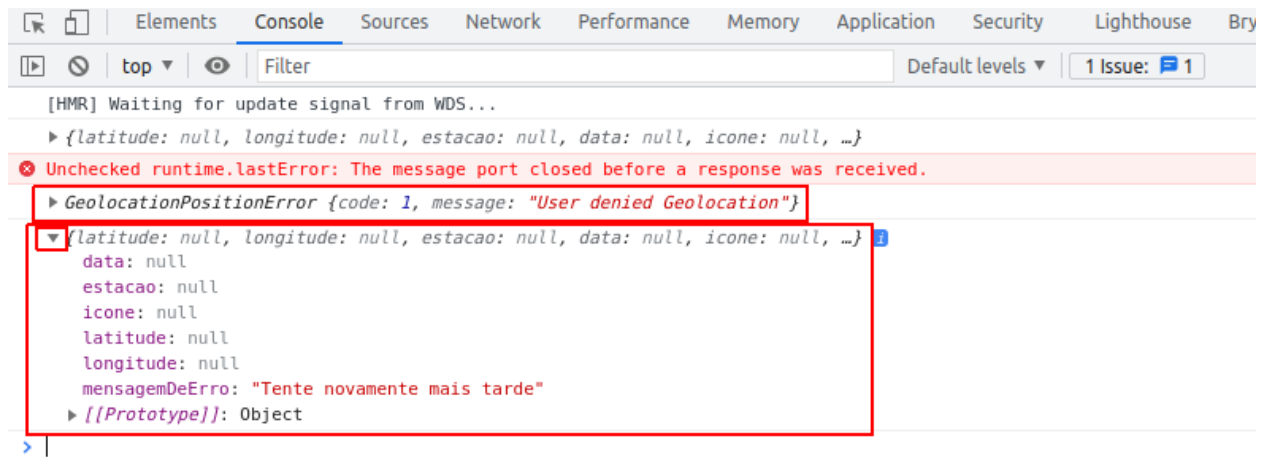 Elements Console Sources Network Performance Memory Application Security Lighthouse Bry
top ▼ Filter Default levels ▼ 1 Issue: 1
[HMR] Waiting for update signal from WDS...
▶ {latitude: null, longitude: null, estacao: null, data: null, icone: null, …}
Unchecked runtime.lastError: The message port closed before a response was received.
▶ GeolocationPositionError {code: 1, message: "User denied Geolocation"}
▼ {latitude: null, longitude: null, estacao: null, data: null, icone: null, …} i
data: null
estacao: null
icone: null
latitude: null
longitude: null
mensagemDeErro: "Tente novamente mais tarde"
▶ [[Prototype]]: Object
>